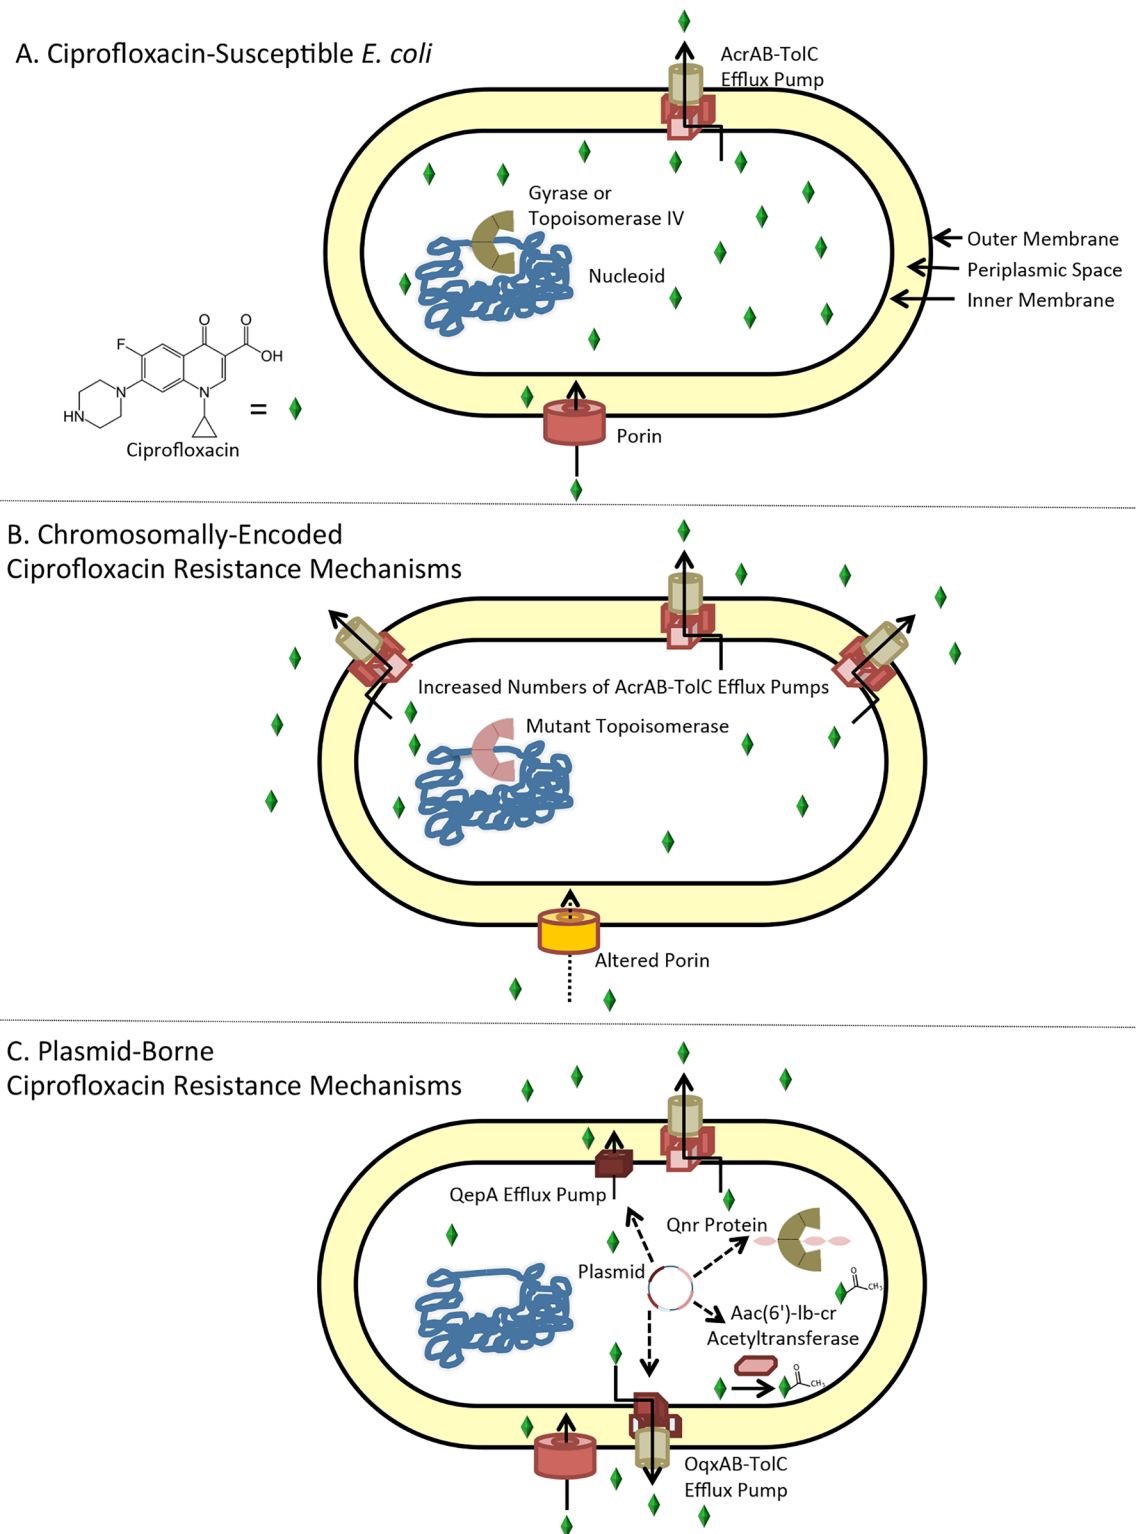 A. Ciprofloxacin-Susceptible E. coli
AcrAB-TolC
Efflux Pump
Gyrase or
Topoisomerase IV
Nucleoid
Outer Membrane
Periplasmic Space
Inner Membrane
O
O
F
OH
N
N
HN
=
Ciprofloxacin
Porin
B. Chromosomally-Encoded
Ciprofloxacin Resistance Mechanisms
Increased Numbers of AcrAB-TolC Efflux Pumps
Mutant Topoisomerase
Altered Porin
C. Plasmid-Borne
Ciprofloxacin Resistance Mechanisms
QepA Efflux Pump
Qnr Protein
Plasmid
O
CH3
Aac(6')-Ib-cr
Acetyltransferase
O
CH3
OqxAB-TolC
Efflux Pump